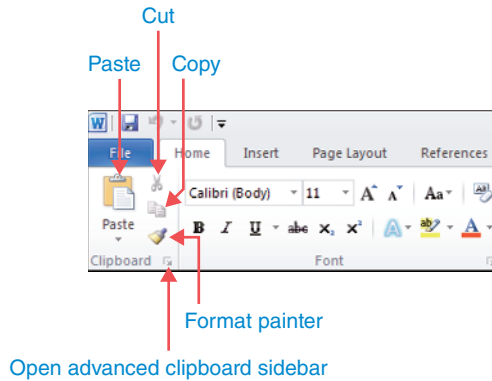 Cut
Paste Copy
W
File Home Insert Page Layout References
Calibri (Body) 11 A A Aa
Paste B I U abc X₂ X² A ab A
Clipboard Font
Format painter
Open advanced clipboard sidebar